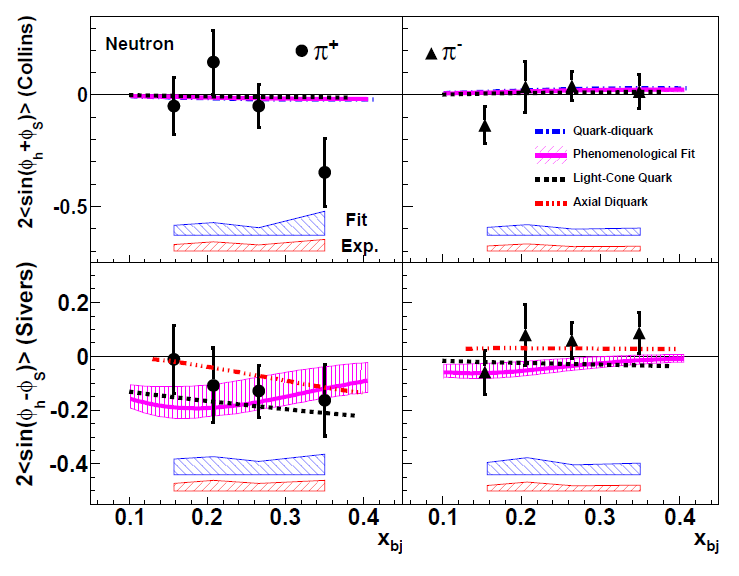 2<sin(ϕh+ϕS)> (Collins)
Neutron
π+
π-
0
-0.5
Quark-diquark
Phenomenological Fit
Light-Cone Quark
Axial Diquark
Fit
Exp.
2<sin(ϕh-ϕS)> (Sivers)
0.2
0
-0.2
-0.4
0.1 0.2 0.3 0.4
0.1 0.2 0.3 0.4
xbj
xbj